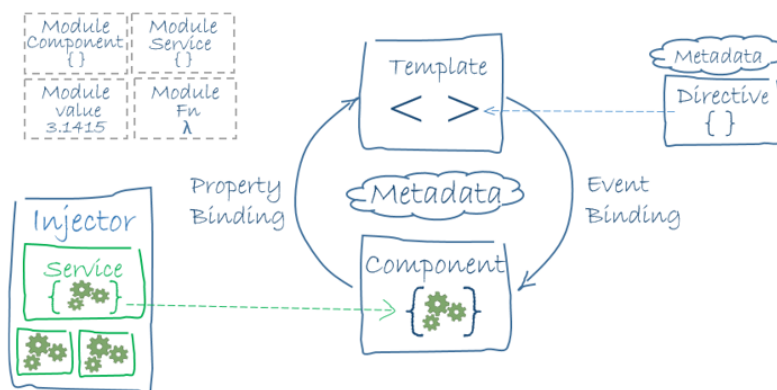 Module
Component
{ }
Module
Service
{ }
Module
value
3.1415
Module
Fn
λ
Template
< >
Metadata
Directive
{ }
Property
Binding
Metadata
Event
Binding
Injector
Service
{ }
Component
{ }